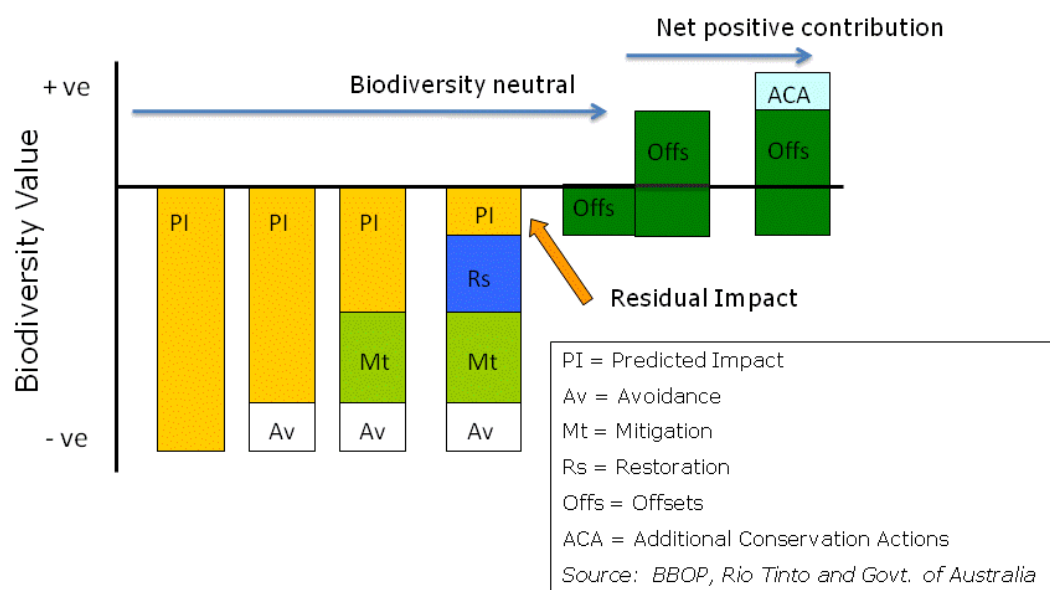 Net positive contribution
+ ve
Biodiversity neutral
ACA
Offs
Offs
Biodiversity Value
PI
PI
PI
PI
Offs
Rs
Residual Impact
Mt
Mt
- ve
Av
Av
Av
PI = Predicted Impact
Av = Avoidance
Mt = Mitigation
Rs = Restoration
Offs = Offsets
ACA = Additional Conservation Actions
Source: BBOP, Rio Tinto and Govt. of Australia